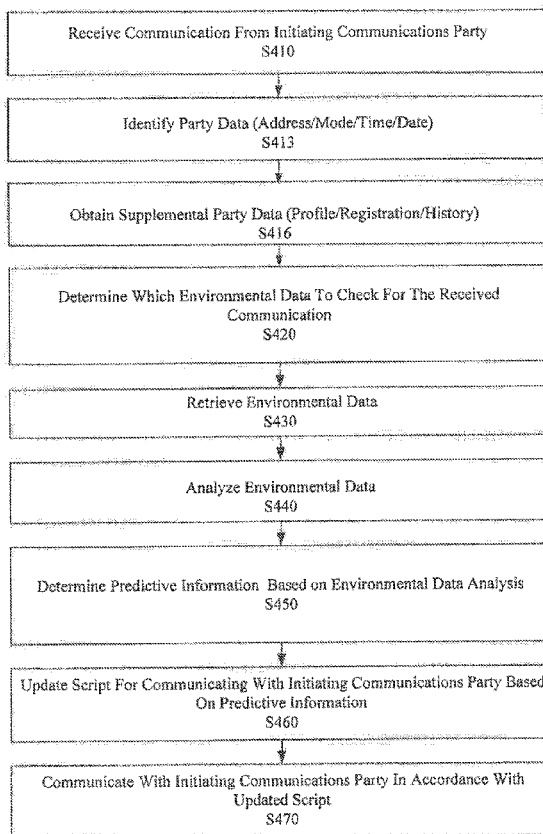 Receive Communication From Initiating Communications Party
S410
Identify Party Data (Address/Mode/Time/Date)
S413
Obtain Supplemental Party Data (Profile/Registration/History)
S416
Determine Which Environmental Data To Check For The Received
Communication
S420
Retrieve Environmental Data
S430
Analyze Environmental Data
S440
Determine Predictive Information Based on Environmental Data Analysis
S450
Update Script For Communicating With Initiating Communications Party Based
On Predictive Information
S460
Communicate With Initiating Communications Party In Accordance With
Updated Script
S470